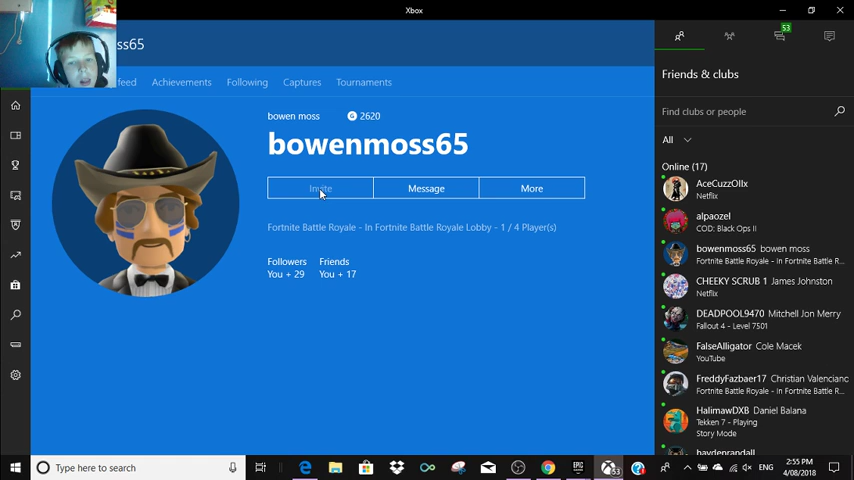 Xbox
ss65
feed Achievements Following Captures Tournaments
bowen moss G 2620
bowenmoss65
Invite Message More
Fortnite Battle Royale - In Fortnite Battle Royale Lobby - 1 / 4 Player(s)
Followers Friends
You + 29 You + 17
53
Friends & clubs
Find clubs or people
All
Online (17)
AceCuzzOIIx
Netflix
alpaozel
COD: Black Ops II
bowenmoss65 bowen moss
Fortnite Battle Royale - In Fortnite Battle R...
CHEEKY SCRUB 1 James Johnston
Netflix
DEADPOOL9470 Mitchell Jon Merry
Fallout 4 - Level 7501
FalseAlligator Cole Macek
YouTube
FreddyFazbaer17 Christian Valenciano
Fortnite Battle Royale - In Fortnite Battle R...
HalimawDXB Daniel Balana
Tekken 7 - Playing
Story Mode
haydenrandall
Type here to search
EPIC
53
ENG
2:55 PM
4/08/2018